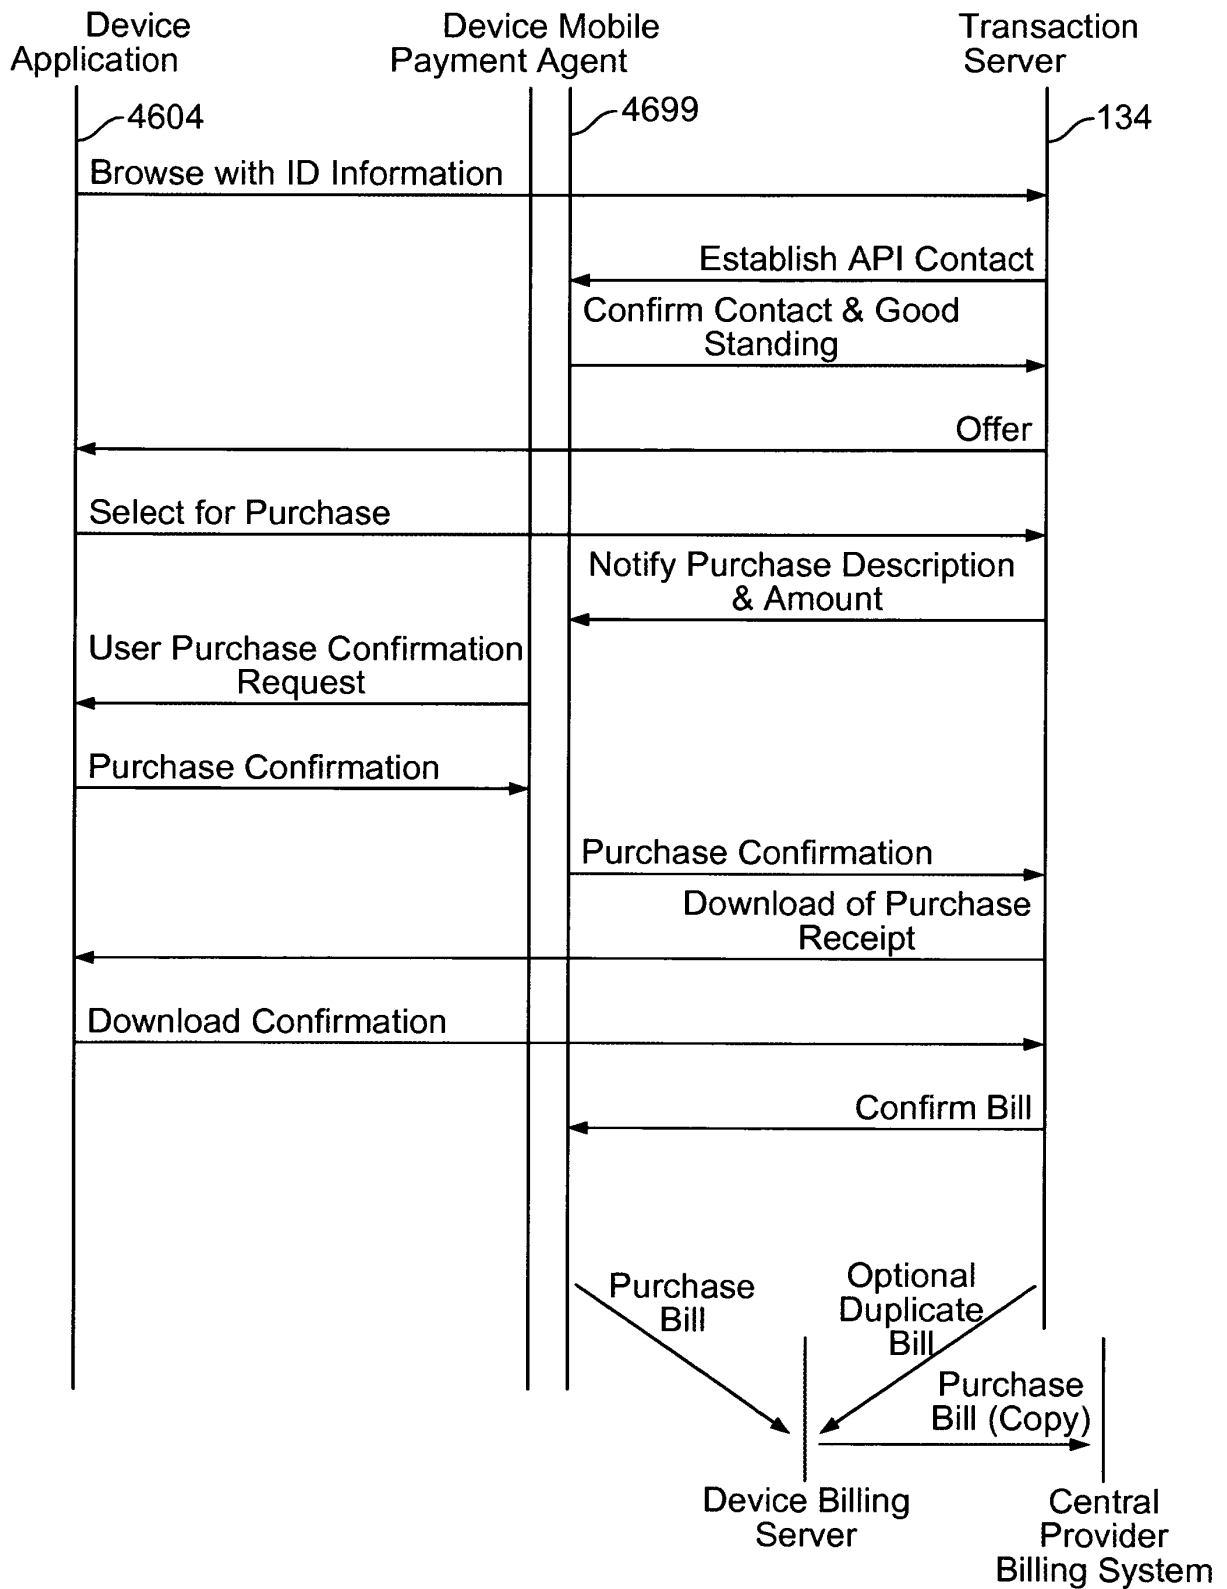 Device
Application
Device Mobile
Payment Agent
Transaction
Server
4604
4699
134
Browse with ID Information
Establish API Contact
Confirm Contact & Good
Standing
Offer
Select for Purchase
Notify Purchase Description
& Amount
User Purchase Confirmation
Request
Purchase Confirmation
Purchase Confirmation
Download of Purchase
Receipt
Download Confirmation
Confirm Bill
Purchase
Bill
Optional
Duplicate
Bill
Purchase
Bill (Copy)
Device Billing
Server
Central
Provider
Billing System